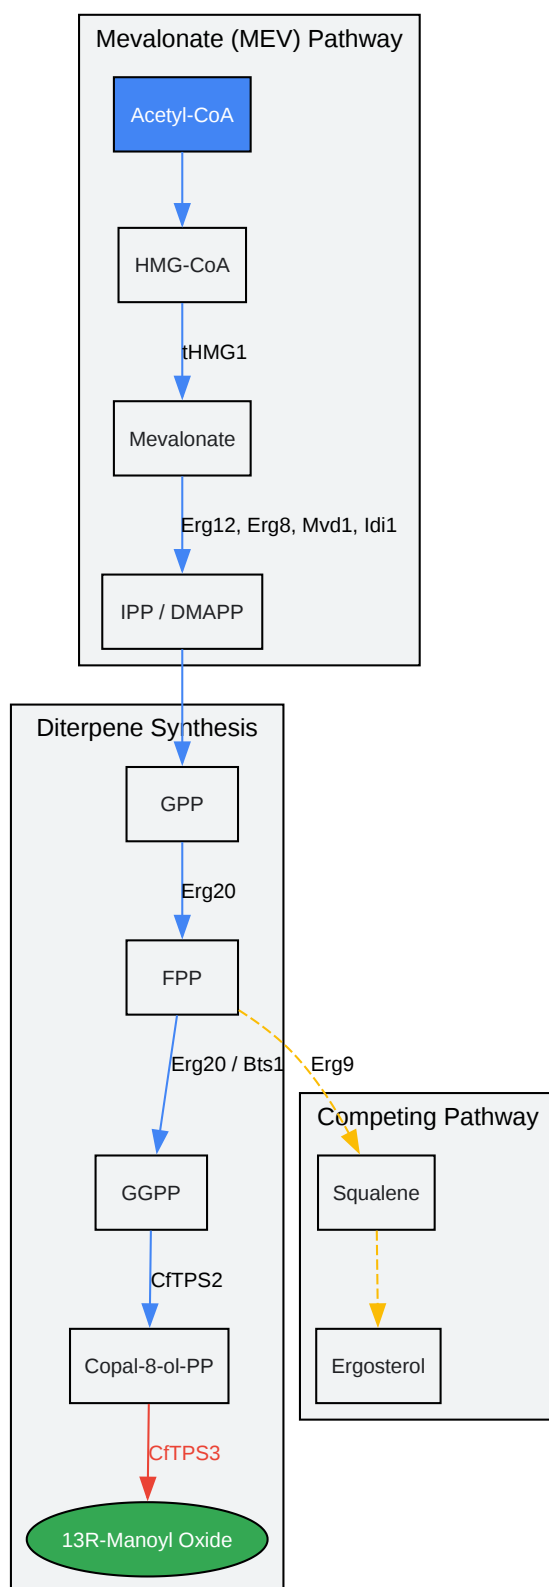 Mevalonate (MEV) Pathway
Acetyl-CoA
HMG-CoA
tHMG1
Mevalonate
Erg12, Erg8, Mvd1, Idi1
IPP / DMAPP
Diterpene Synthesis
GPP
Erg20
FPP
Erg20 / Bts1
Erg9
Competing Pathway
GGPP
Squalene
CfTPS2
Copal-8-ol-PP
Ergosterol
CfTPS3
13R-Manoyl Oxide